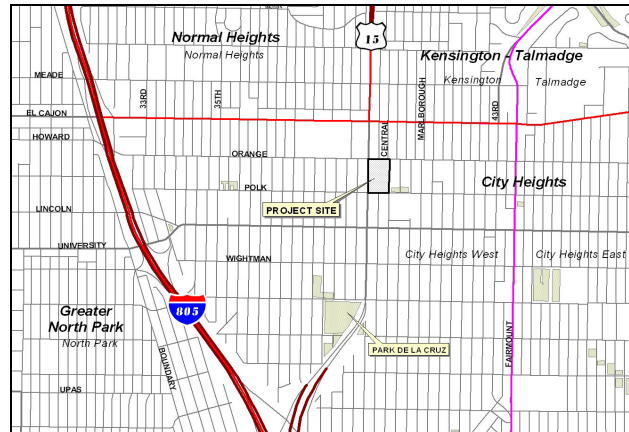 Normal Heights
Normal Heights
15
Kensington - Talmadge
Kensington
Talmadge
MEADE
33RD
35TH
CENTRAL
MARLBOROUGH
43RD
EL CAJON
HOWARD
ORANGE
POLK
City Heights
PROJECT SITE
LINCOLN
UNIVERSITY
WIGHTMAN
City Heights West
City Heights East
Greater
North Park
North Park
805
BOUNDARY
PARK DE LA CRUZ
FAIRMOUNT
UPAS